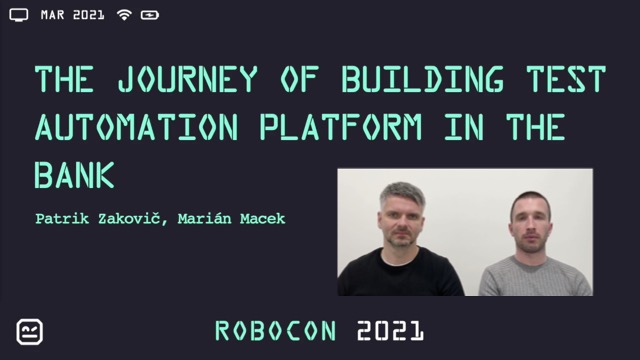 MAR 2021
THE JOURNEY OF BUILDING TEST
AUTOMATION PLATFORM IN THE
BANK
Patrik Zakovič, Marián Macek
ROBOCON 2021